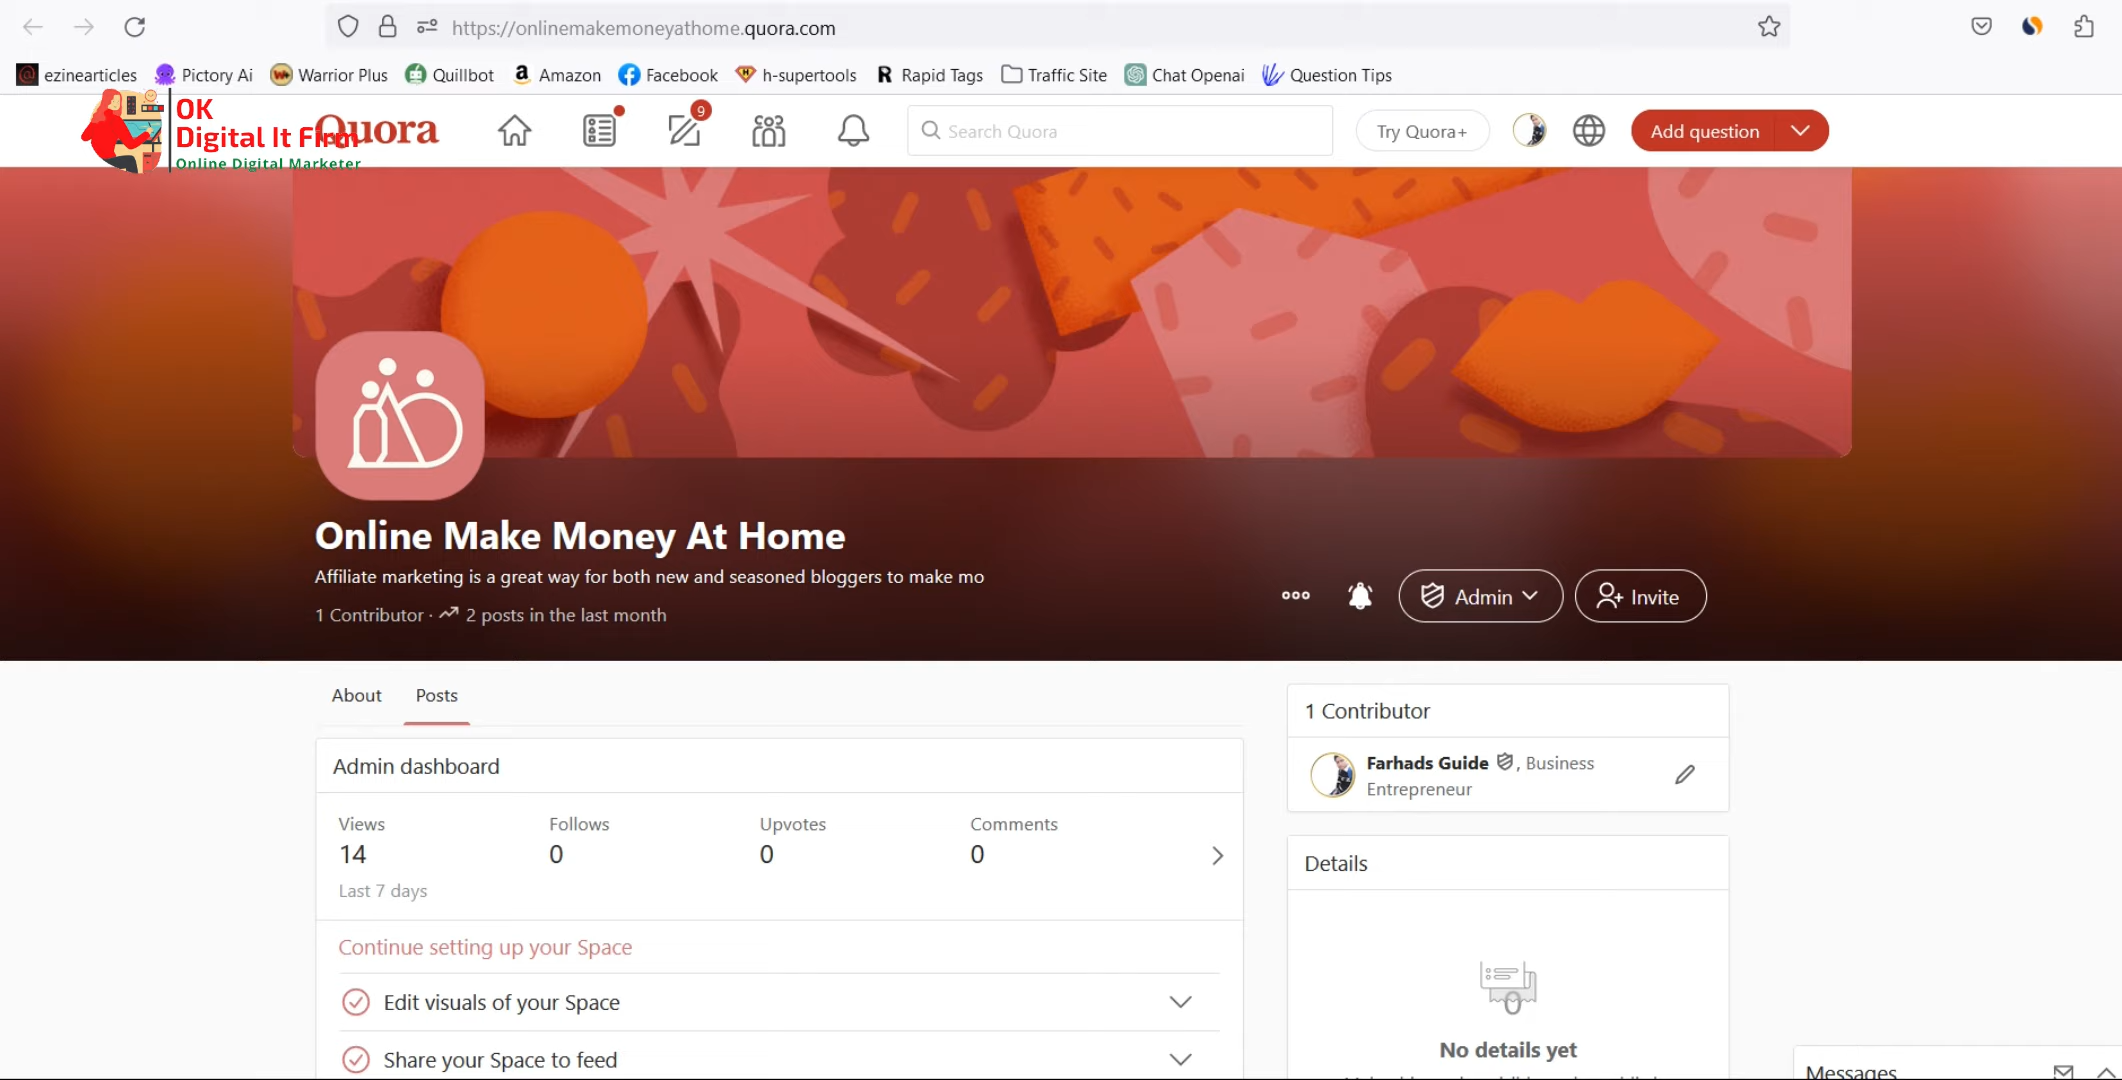 https://onlinemakemoneyathome.quora.com
ezinearticles Pictory Ai Warrior Plus Quillbot Amazon Facebook h-supertools Rapid Tags Traffic Site Chat Openai Question Tips
OK
Digital It Firm
Online Digital Marketer
Quora
9
Search Quora
Try Quora+
Add question
Online Make Money At Home
Affiliate marketing is a great way for both new and seasoned bloggers to make mo
1 Contributor · 2 posts in the last month
Admin
Invite
About Posts
Admin dashboard
Views Follows Upvotes Comments
14 0 0 0
Last 7 days
Continue setting up your Space
Edit visuals of your Space
Share your Space to feed
1 Contributor
Farhads Guide , Business
Entrepreneur
Details
No details yet
Messages